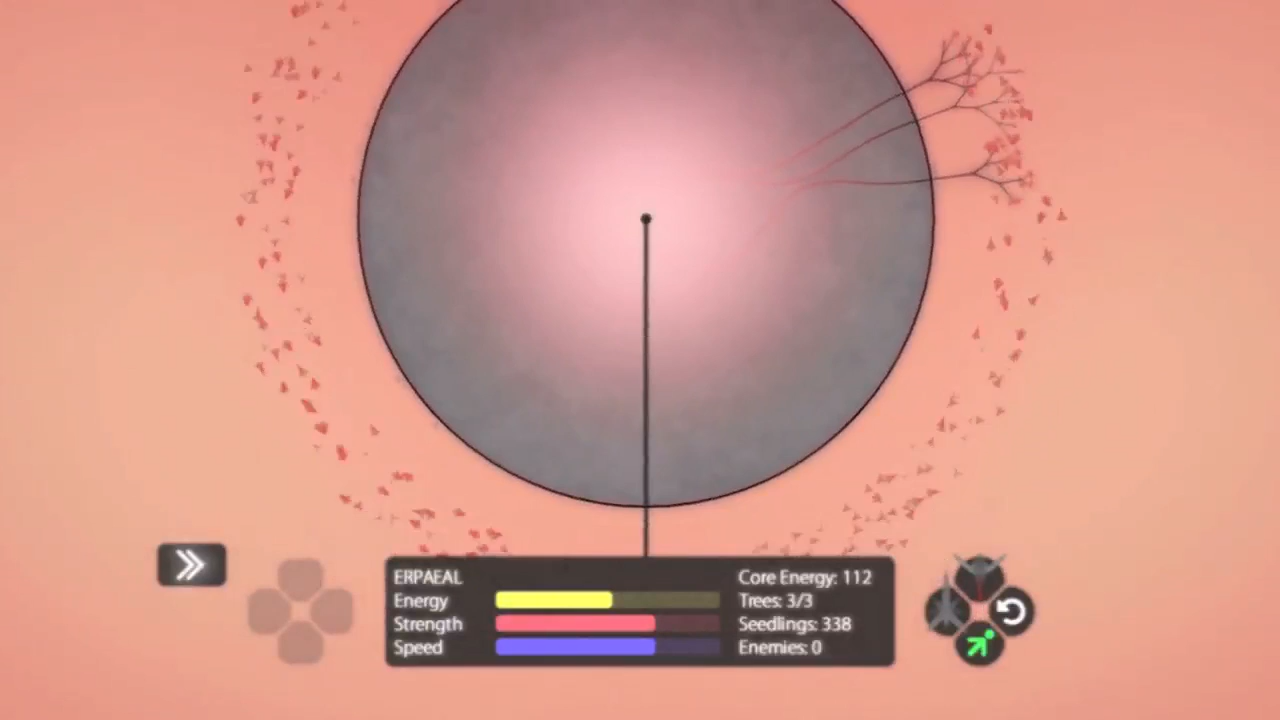 ERPAEAL
Energy
Strength
Speed
Core Energy: 112
Trees: 3/3
Seedlings: 338
Enemies: 0